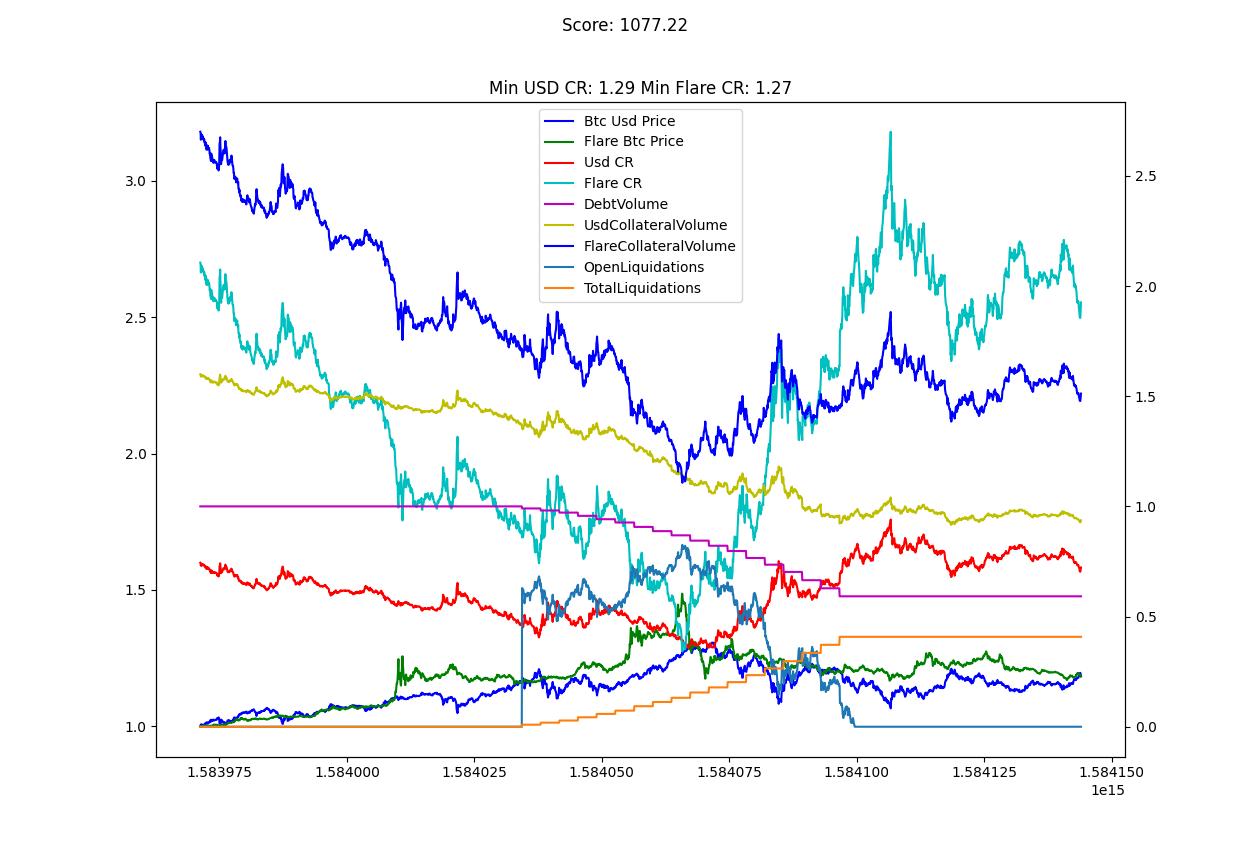 Score: 1077.22
Min USD CR: 1.29 Min Flare CR: 1.27
Btc Usd Price
Flare Btc Price
Usd CR
Flare CR
DebtVolume
UsdCollateralVolume
FlareCollateralVolume
OpenLiquidations
TotalLiquidations
3.0
2.5
2.0
1.5
1.0
2.5
2.0
1.5
1.0
0.5
0.0
1.583975 1.584000 1.584025 1.584050 1.584075 1.584100 1.584125 1.584150
1e15